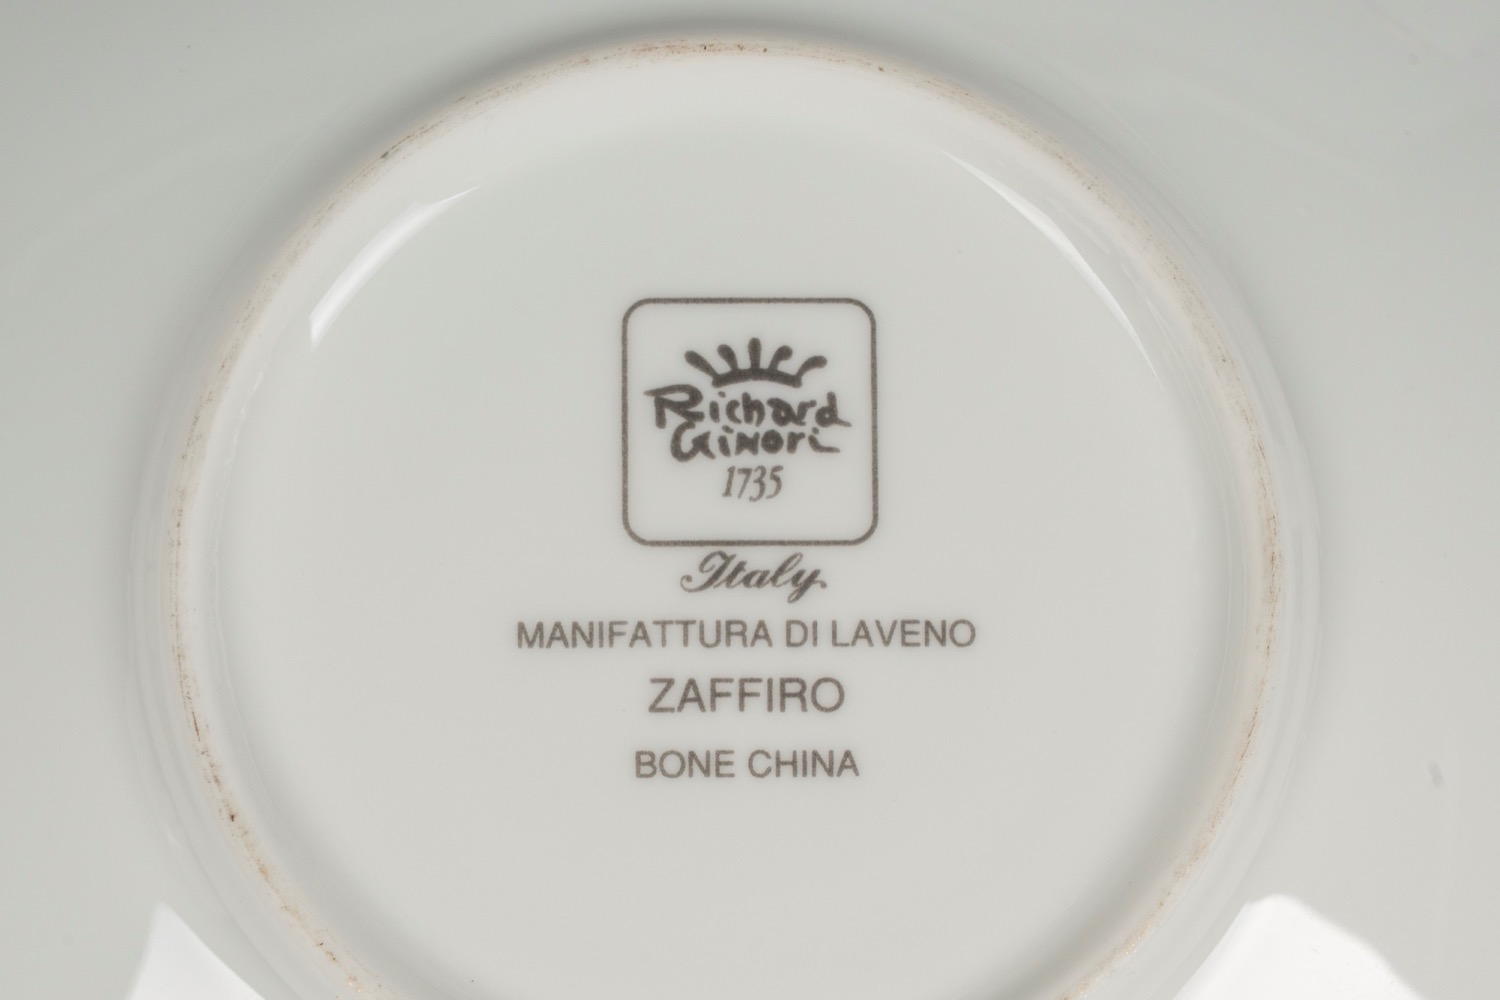 Richard
Ginori
1735
Italy
MANIFATTURA DI LAVENO
ZAFFIRO
BONE CHINA